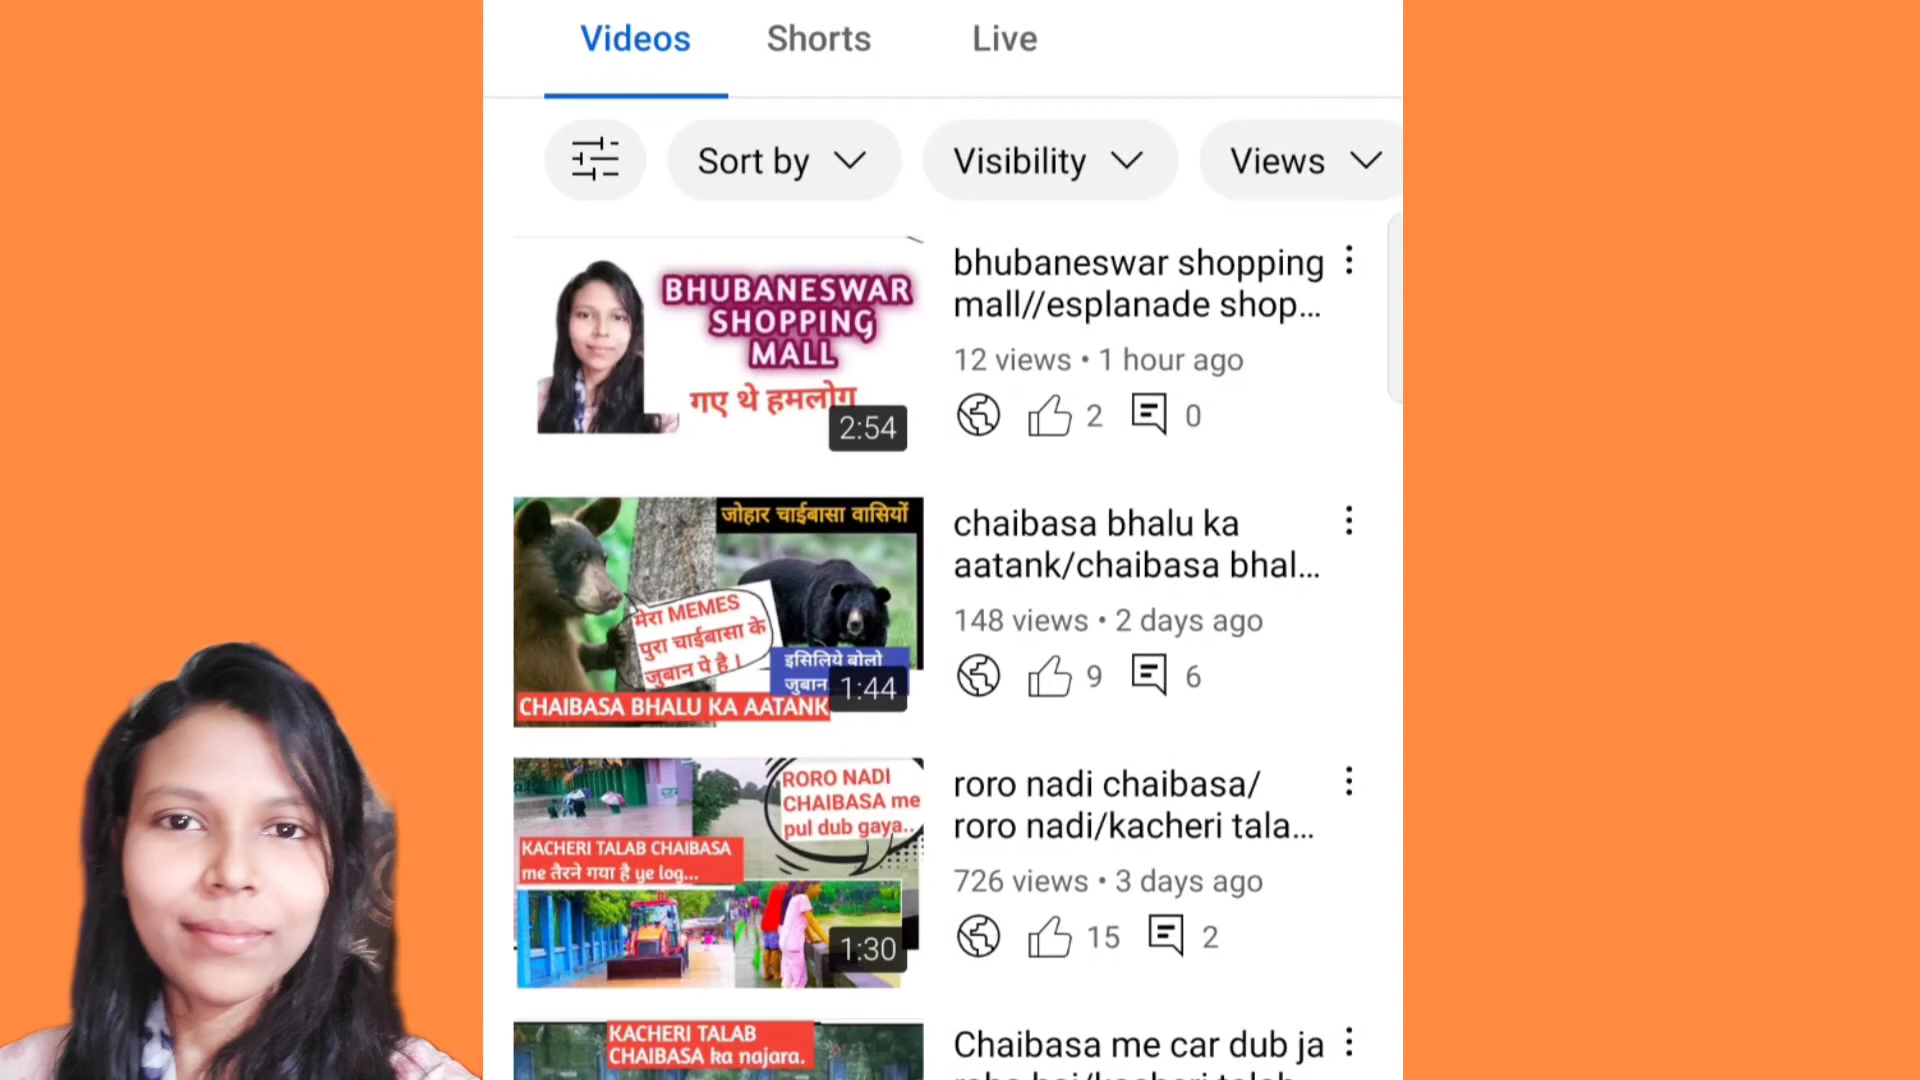 Videos Shorts Live
Sort by Visibility Views
BHUBANESWAR
SHOPPING
MALL
गए थे हमलोग
2:54
bhubaneswar shopping
mall//esplanade shop...
12 views • 1 hour ago
2 0
जोहार चाईबासा वासियों
मेरा MEMES
पुरा चाईबासा के
जुबान पे है।
इसिलिये बोलो
जुबान
CHAIBASA BHALU KA AATANK
1:44
chaibasa bhalu ka
aatank/chaibasa bhal...
148 views • 2 days ago
9 6
RORO NADI
CHAIBASA me
pul dub gaya..
KACHERI TALAB CHAIBASA
me तैरने गया है ye log...
1:30
roro nadi chaibasa/
roro nadi/kacheri tala...
726 views • 3 days ago
15 2
KACHERI TALAB
CHAIBASA ka najara.
Chaibasa me car dub ja